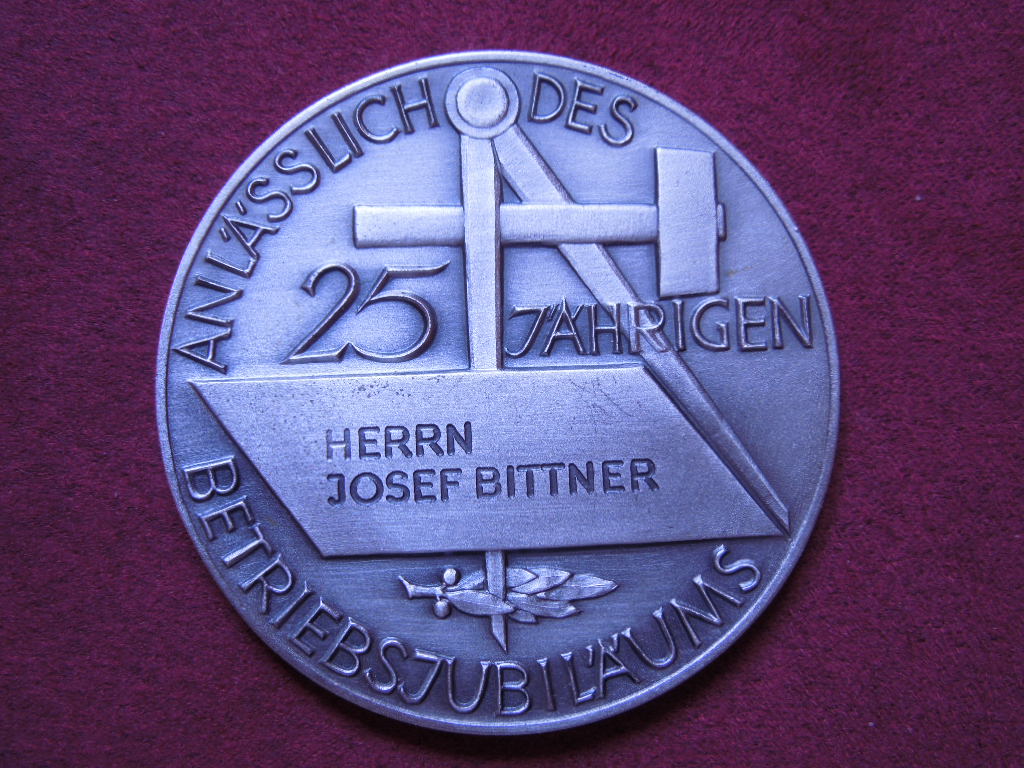 ANLÄSSLICH DES
25 JÄHRIGEN
HERRN
JOSEF BITTNER
BETRIEBSJUBILÄUMS